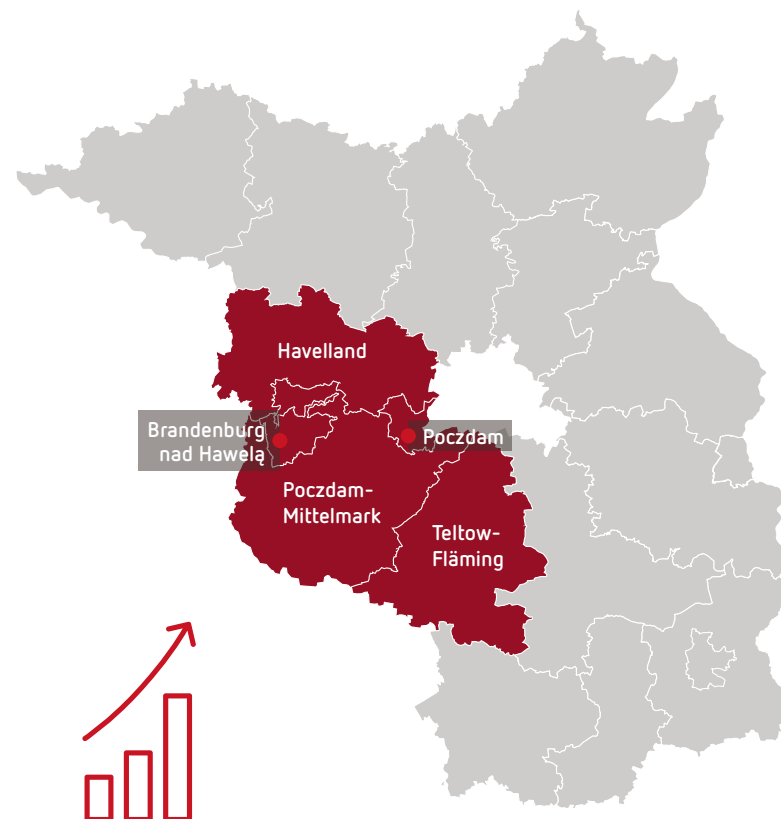 Havelland
Brandenburg
nad Hawelą
Poczdam
Poczdam-
Mittelmark
Teltow-
Fläming